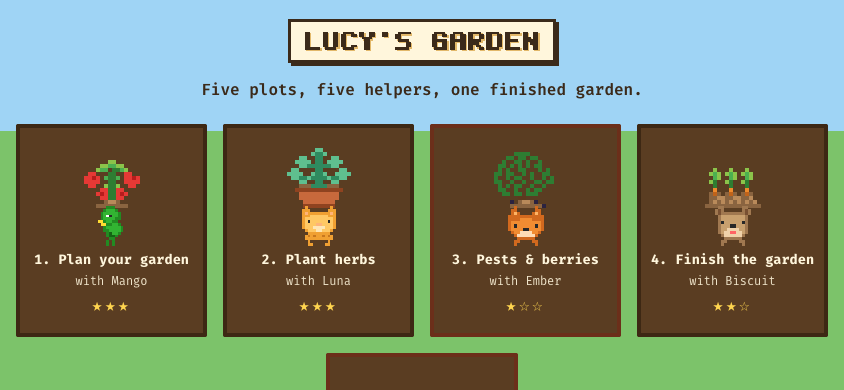 LUCY'S GARDEN
Five plots, five helpers, one finished garden.
1. Plan your garden
with Mango
★★★
2. Plant herbs
with Luna
★★★
3. Pests & berries
with Ember
★☆☆
4. Finish the garden
with Biscuit
★★☆